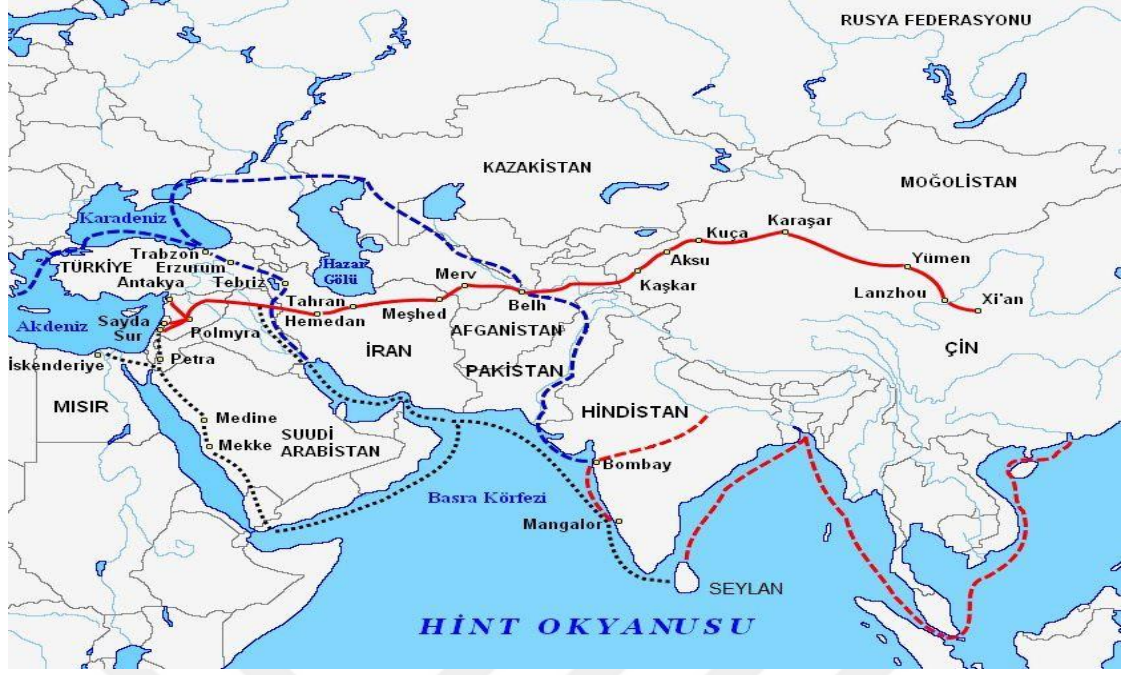 RUSYA FEDERASYONU
KAZAKİSTAN
MOĞOLİSTAN
Karadeniz
Karaşar
Kuça
Trabzon
Aksu
Yümen
TÜRKİYE
Erzurum
Hazar
Gölü
Merv
Kaşkar
Antakya
Tebriz
Tahran
Belh
Lanzhou
Xi'an
Akdeniz
Sayda
Sur
Polmyra
Hemedan
Meşhed
AFGANİSTAN
İskenderiye
Petra
İRAN
PAKİSTAN
ÇİN
MISIR
Medine
HİNDİSTAN
Mekke
SUUDİ
ARABİSTAN
Bombay
Basra Körfezi
Mangalor
SEYLAN
HİNT OKYANUSU